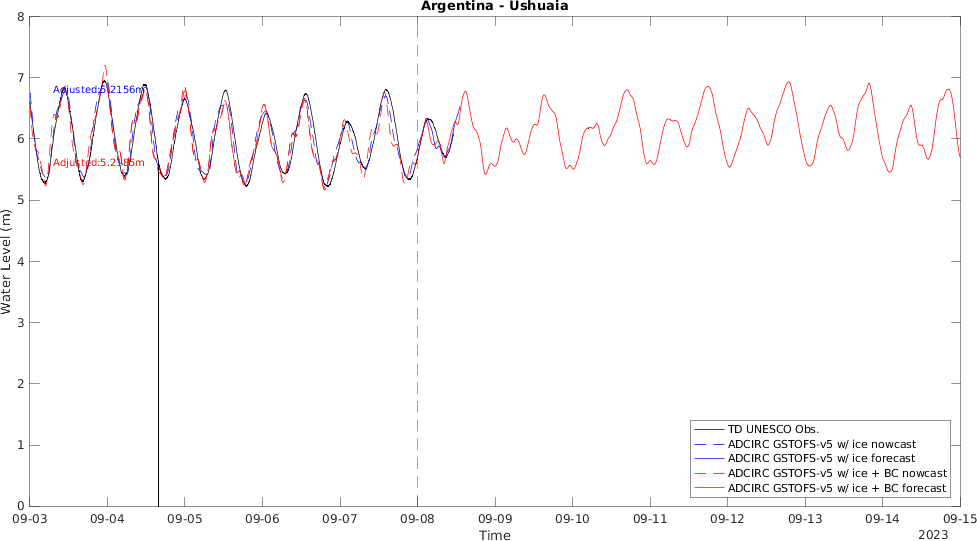 Argentina - Ushuaia
8
7
6
5
4
3
2
1
0
Water Level (m)
Adjusted:5.2156m
Adjusted:5.2185m
TD UNESCO Obs.
ADCIRC GSTOFS-v5 w/ ice nowcast
ADCIRC GSTOFS-v5 w/ ice forecast
ADCIRC GSTOFS-v5 w/ ice + BC nowcast
ADCIRC GSTOFS-v5 w/ ice + BC forecast
09-03 09-04 09-05 09-06 09-07 09-08 09-09 09-10 09-11 09-12 09-13 09-14 09-15
Time
2023